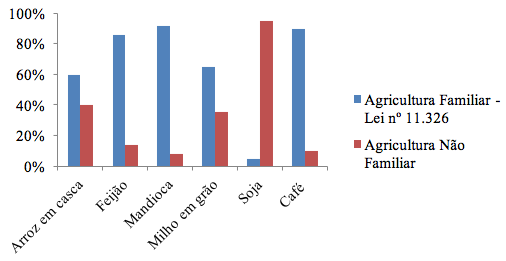 100%
80%
60%
40%
20%
0%
Arroz em casca
Feijão
Mandioca
Milho em grão
Soja
Café
Agricultura Familiar -
Lei nº 11.326
Agricultura Não
Familiar